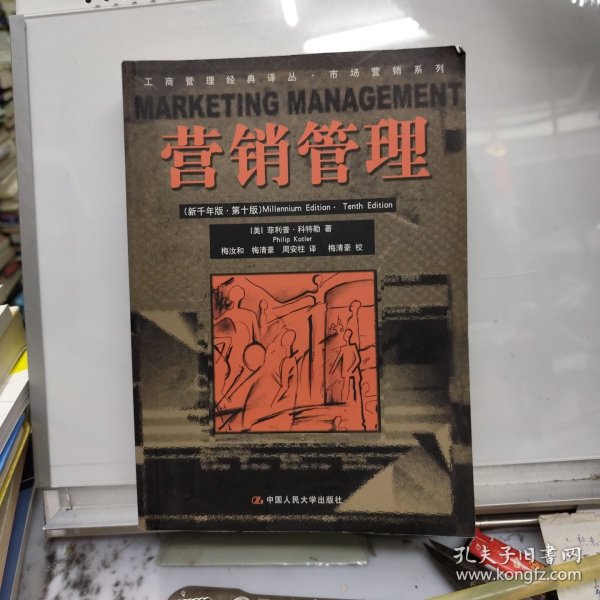 工商管理经典译丛·市场营销系列
MARKETING MANAGEMENT
营销管理
(新千年版·第十版)Millennium Edition · Tenth Edition
[美] 菲利普·科特勒 著
Philip Kotler
梅汝和 梅清豪 周安柱 译 梅清豪 校
中国人民大学出版社
孔夫子旧书网
www.kongfz.com